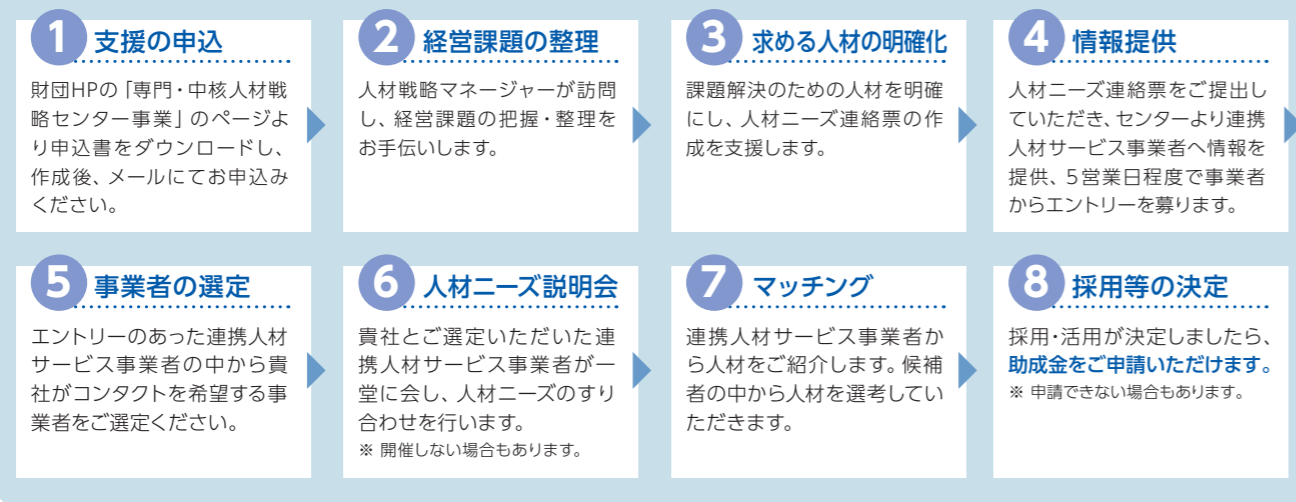 1 支援の申込
財団HPの「専門・中核人材戦
略センター事業」のページよ
り申込書をダウンロードし、
作成後、メールにてお申込み
ください。
2 経営課題の整理
人材戦略マネージャーが訪問
し、経営課題の把握・整理を
お手伝いします。
3 求める人材の明確化
課題解決のための人材を明確
にし、人材ニーズ連絡票の作
成を支援します。
4 情報提供
人材ニーズ連絡票をご提出し
ていただき、センターより連携
人材サービス事業者へ情報を
提供、5営業日程度で事業者
からエントリーを募ります。
5 事業者の選定
エントリーのあった連携人材
サービス事業者の中から貴
社がコンタクトを希望する事
業者をご選定ください。
6 人材ニーズ説明会
貴社とご選定いただいた連
携人材サービス事業者が一
堂に会し、人材ニーズのすり
合わせを行います。
※ 開催しない場合もあります。
7 マッチング
連携人材サービス事業者か
ら人材をご紹介します。候補
者の中から人材を選考してい
ただきます。
8 採用等の決定
採用・活用が決定しましたら、
助成金をご申請いただけます。
※ 申請できない場合もあります。